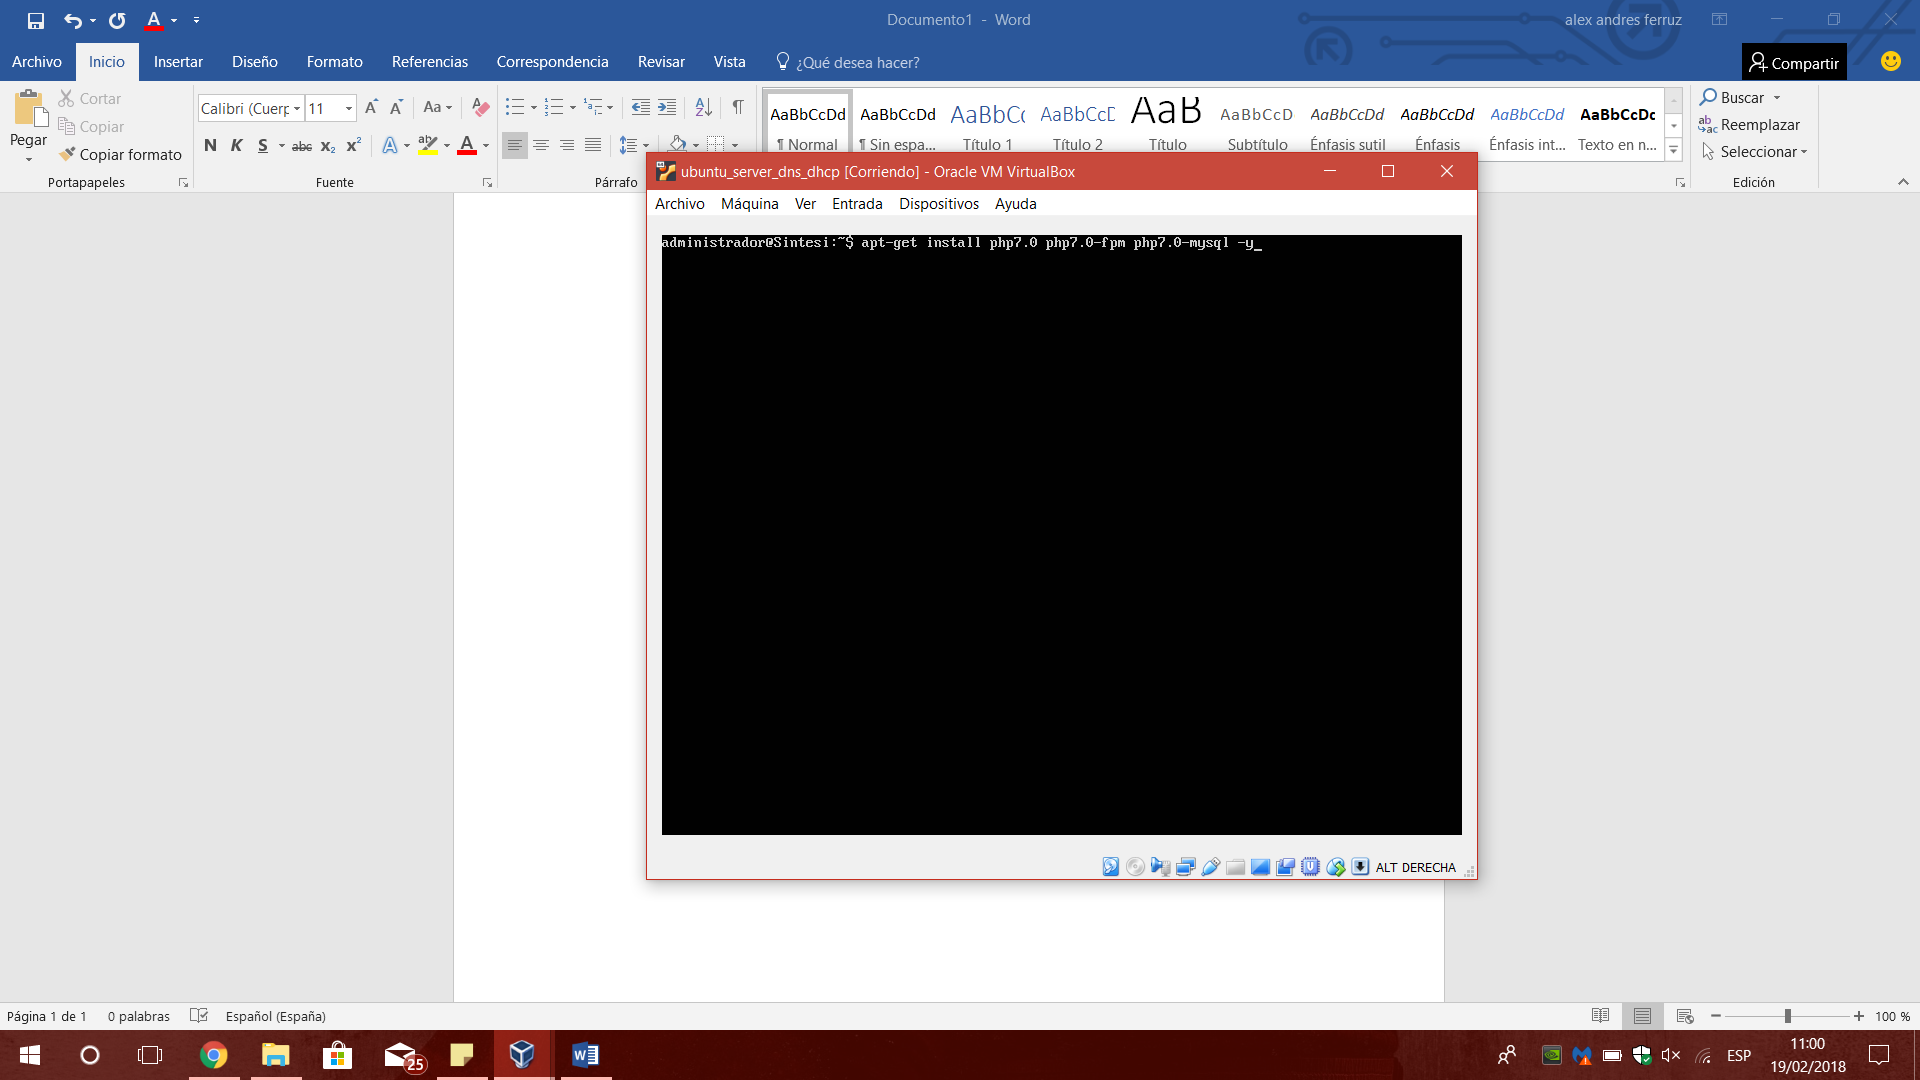 Documento1 - Word
alex andres ferruz
Archivo Inicio Insertar Diseño Formato Referencias Correspondencia Revisar Vista ¿Qué desea hacer? Compartir
Pegar
Cortar
Copiar
Copiar formato
Portapapeles
Calibri (Cuerp 11
Aa
N K S abc x₂ x²
Fuente
Párrafo
AaBbCcDd AaBbCcDd AaBbCc AaBbCcD AaB AaBbCcD AaBbCcDd AaBbCcDd AaBbCcDd AaBbCcDc
¶ Normal ¶ Sin espa... Título 1 Título 2 Título Subtítulo Énfasis sutil Énfasis Énfasis int... Texto en n...
Buscar
Reemplazar
Seleccionar
Edición
ubuntu_server_dns_dhcp [Corriendo] - Oracle VM VirtualBox
Archivo Máquina Ver Entrada Dispositivos Ayuda
administrador@Sintesi:~$ apt-get install php7.0 php7.0-fpm php7.0-mysql -y_
ALT DERECHA
Página 1 de 1 0 palabras Español (España)
100 %
25
ESP
11:00
19/02/2018